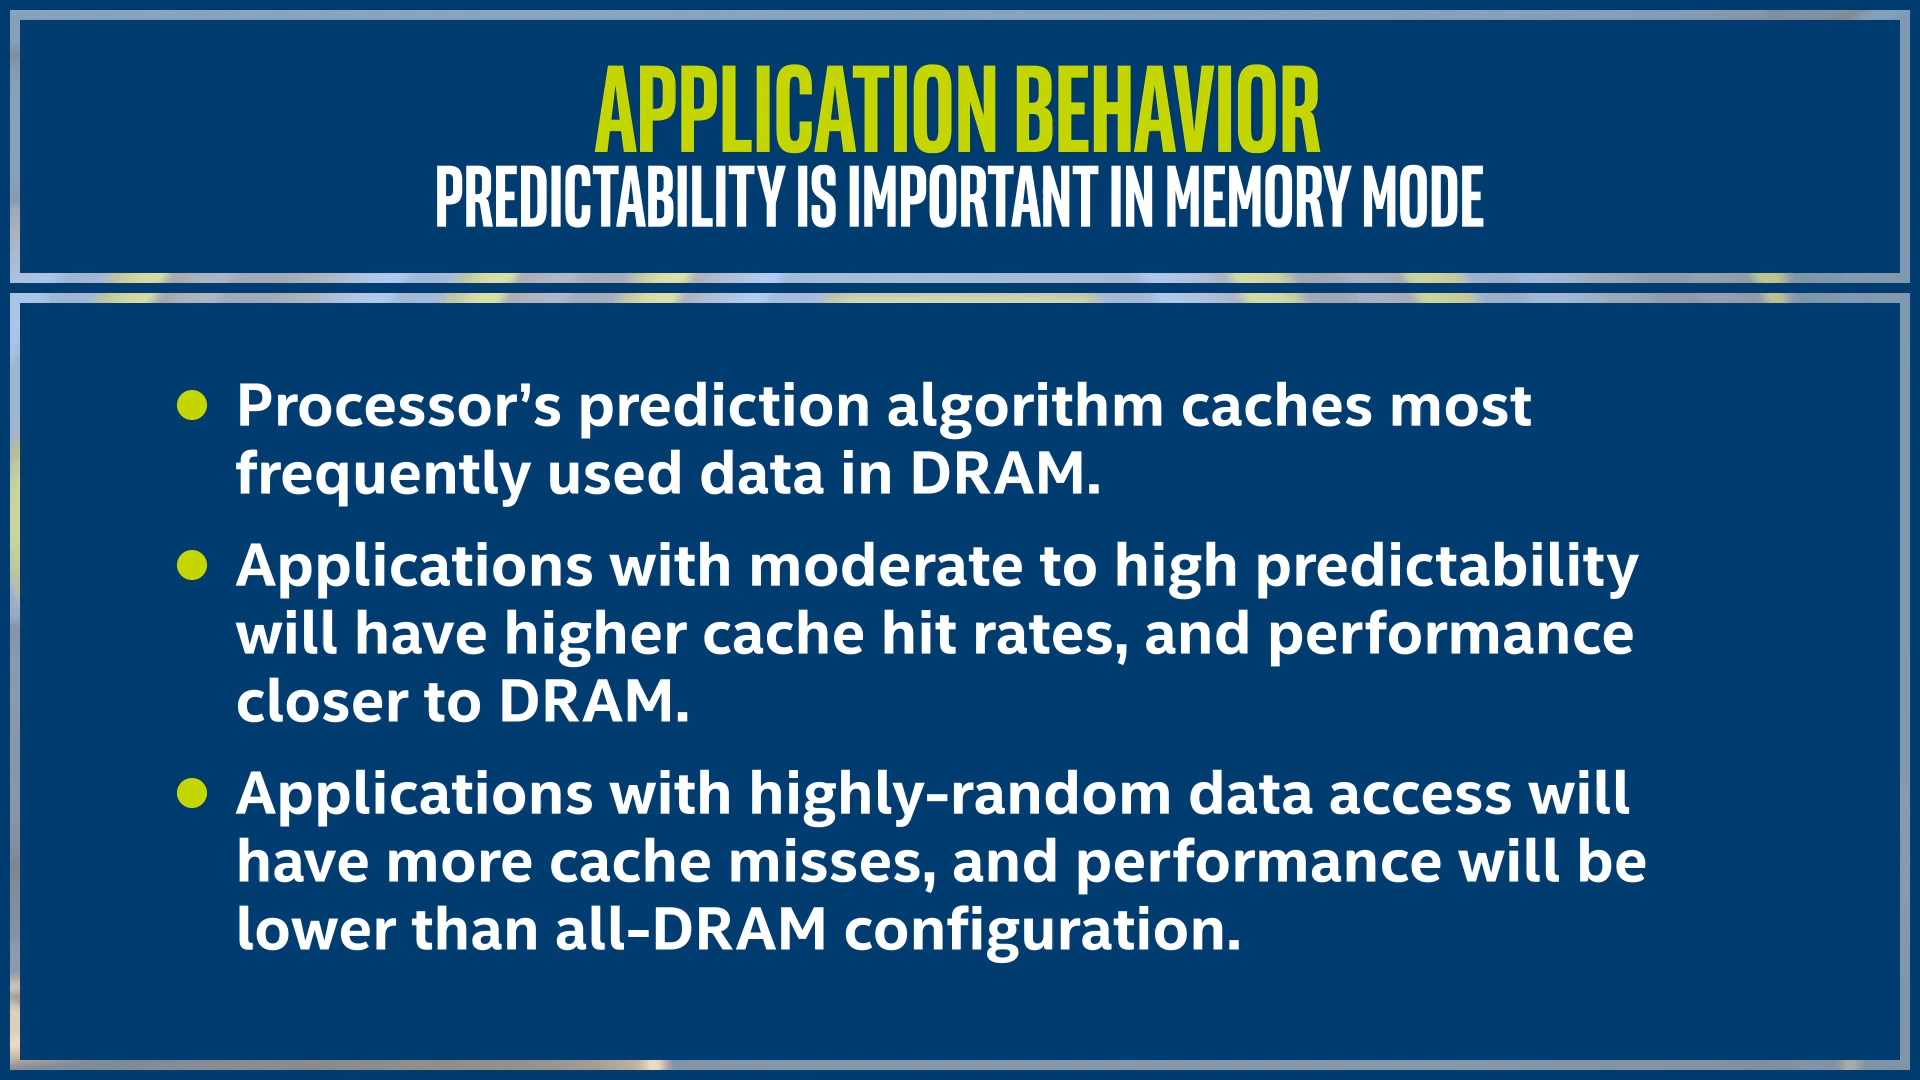 APPLICATION BEHAVIOR
PREDICTABILITY IS IMPORTANT IN MEMORY MODE
Processor’s prediction algorithm caches most
frequently used data in DRAM.
Applications with moderate to high predictability
will have higher cache hit rates, and performance
closer to DRAM.
Applications with highly-random data access will
have more cache misses, and performance will be
lower than all-DRAM configuration.